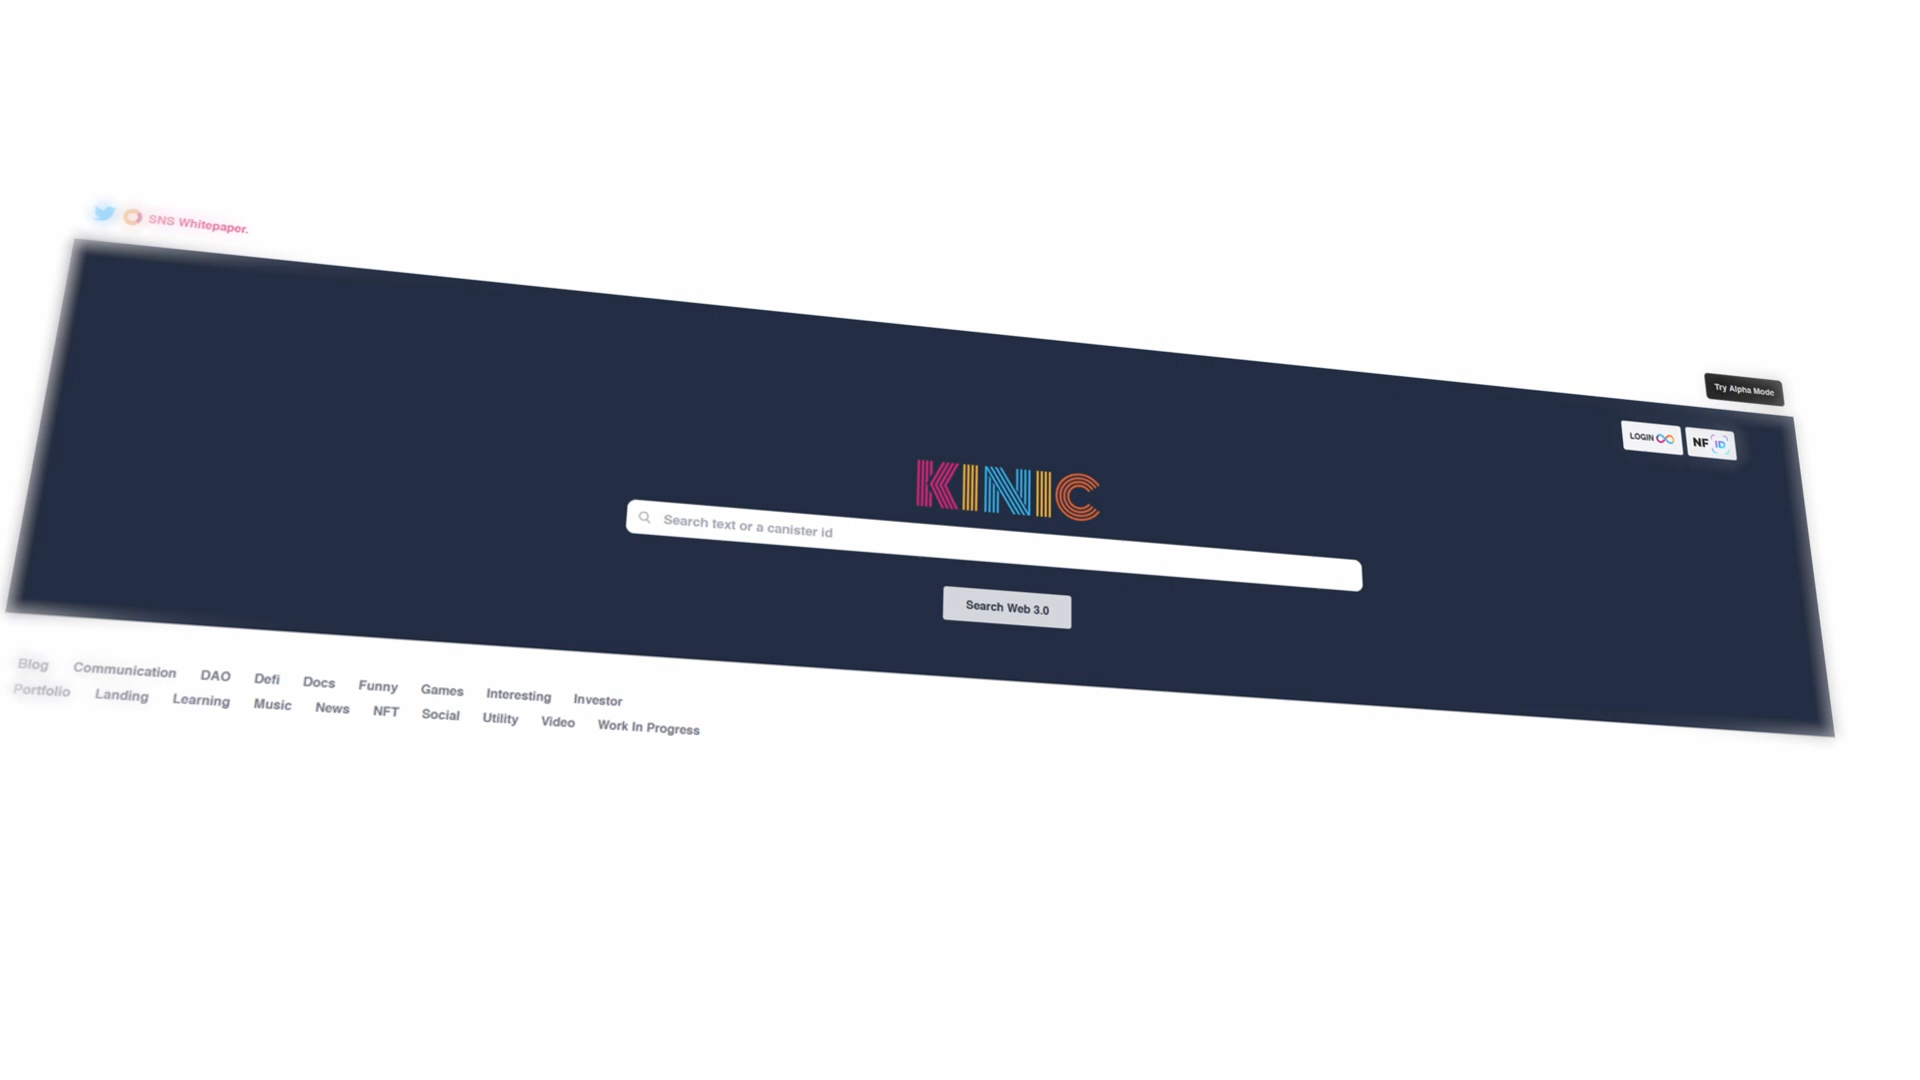 SNS Whitepaper.
Try Alpha Mode
LOGIN
NF ID
KINIC
Search text or a canister id
Search Web 3.0
Blog Communication DAO Defi Docs Funny Games Interesting Investor
Portfolio Landing Learning Music News NFT Social Utility Video Work In Progress